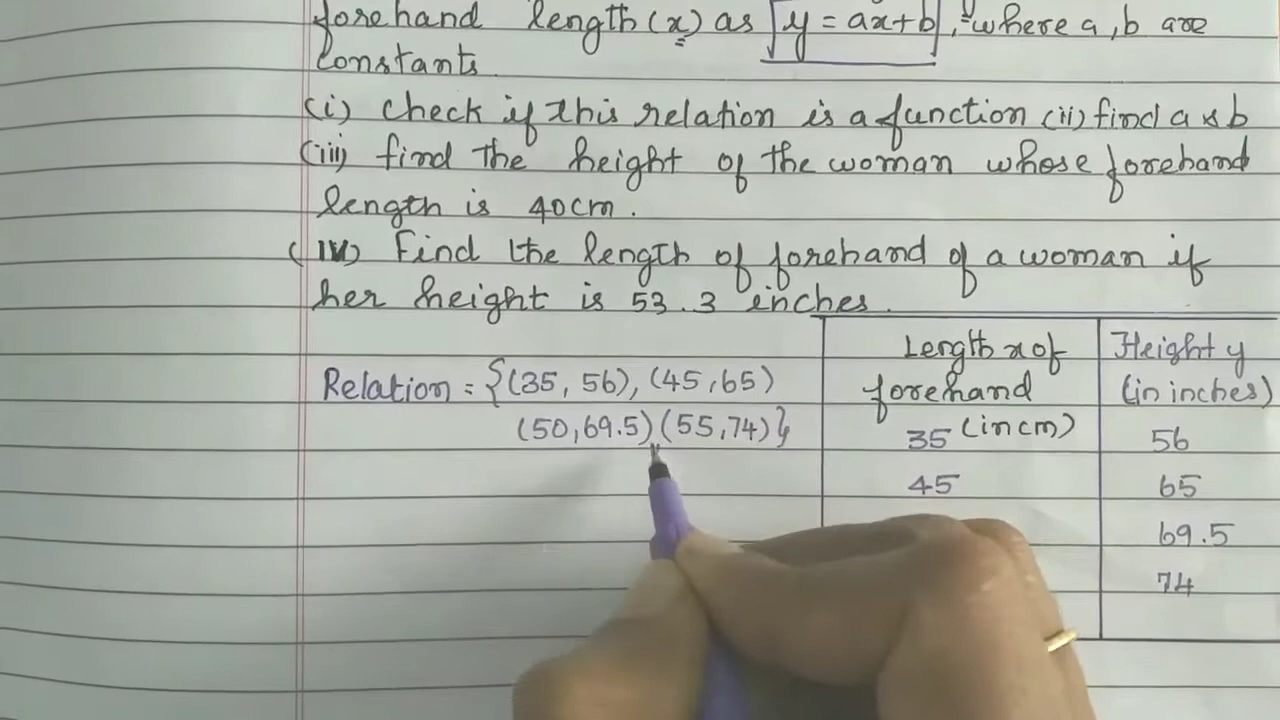 forehand length (x) as y = ax+b, where a, b are
constants
(i) check if this relation is a function (ii) find a & b
(iii) find the height of the woman whose forehand
length is 40cm.
(iv) Find the length of forehand of a woman if
her height is 53.3 inches.
Relation = {(35, 56), (45, 65)
(50, 69.5) (55, 74)}
Length x of
forehand
(in cm)
Height y
(in inches)
35 56
45 65
69.5
74